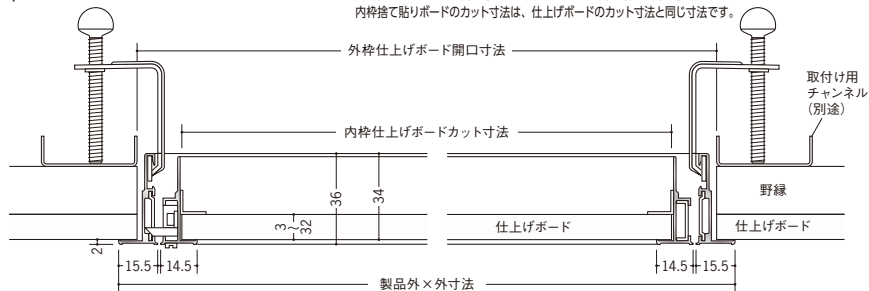 内枠捨て貼りボードのカット寸法は、仕上げボードのカット寸法と同じ寸法です。
外枠仕上げボード開口寸法
取付け用
チャンネル
(別途)
内枠仕上げボードカット寸法
36
34
野縁
3〜32
仕上げボード
仕上げボード
2
15.5
14.5
14.5
15.5
製品外×外寸法